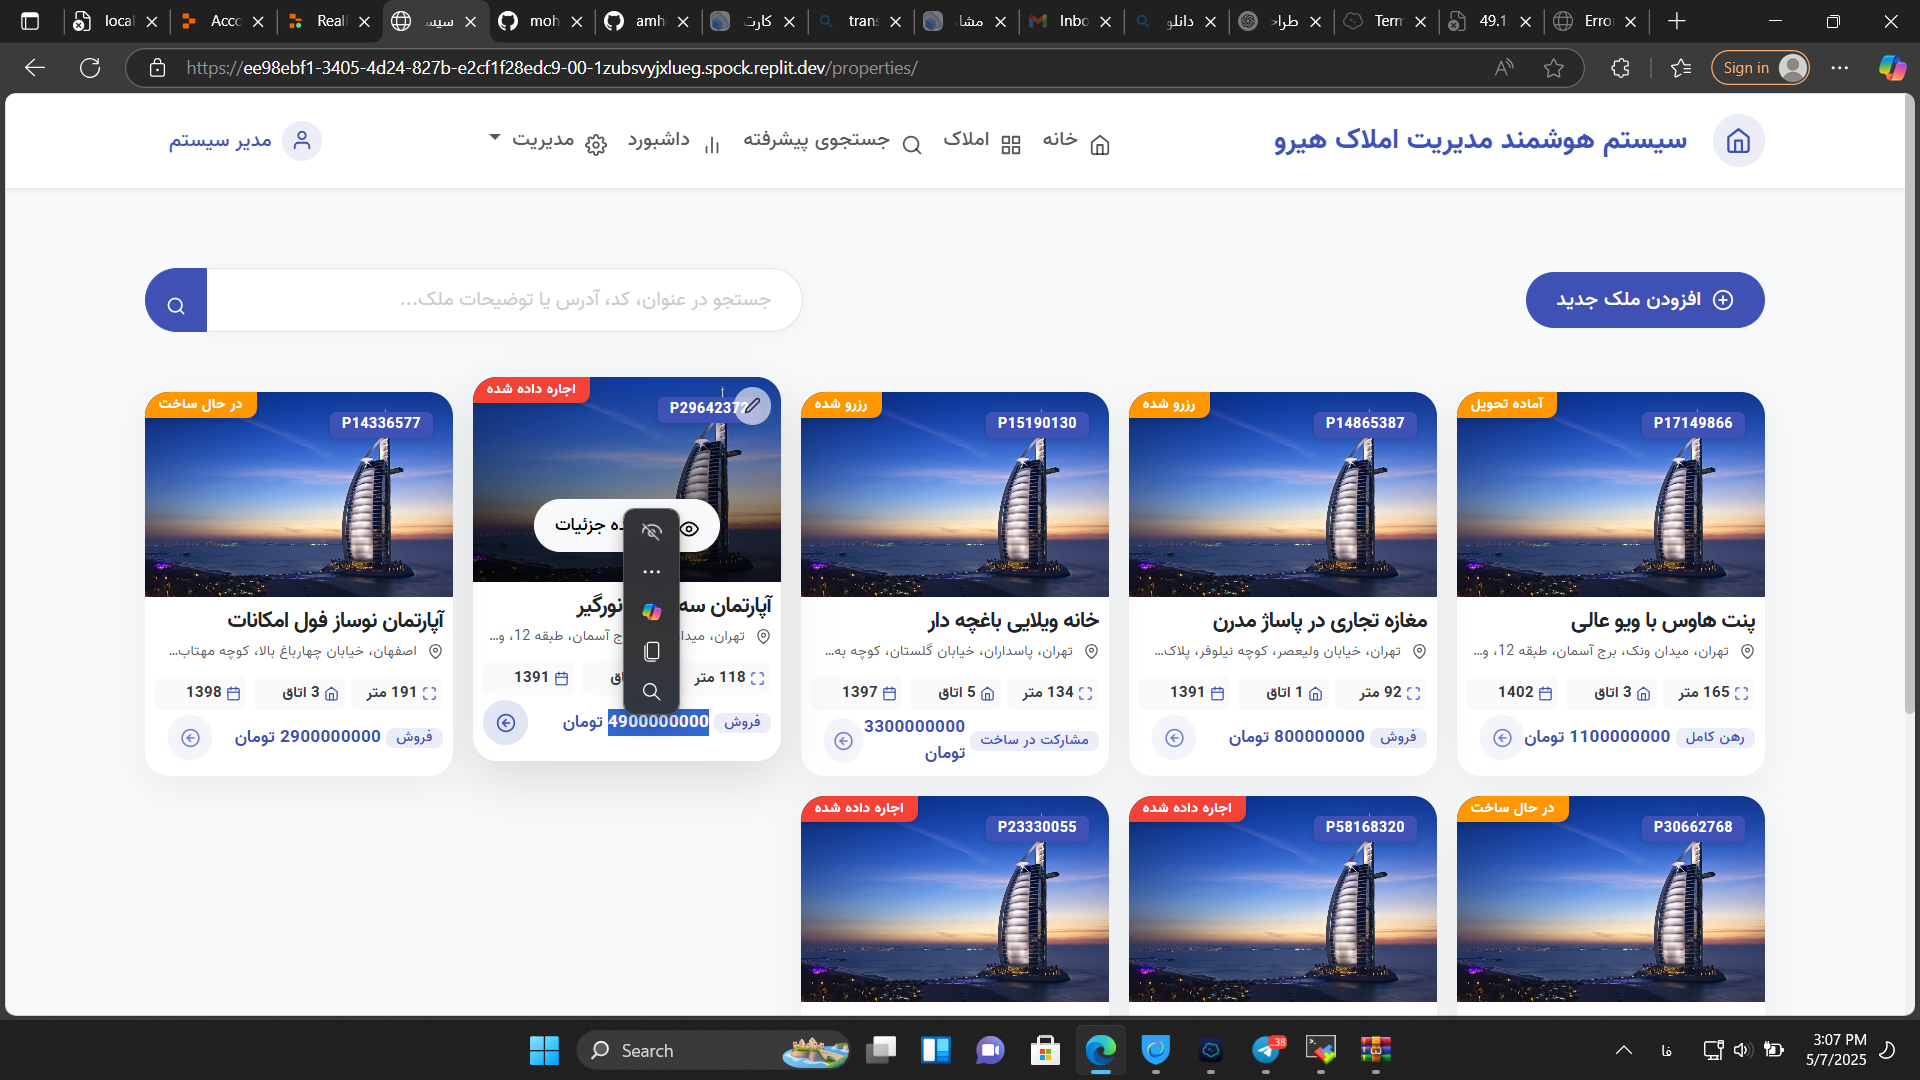 local
Acco
Reall
سیس
moh
amh
کارت
tran
مشا
Inbo
دانلو
طراح
Term
49.1
Erro
https://ee98ebf1-3405-4d24-827b-e2cf1f28edc9-00-1zubsvyjxlueg.spock.replit.dev/properties/
Sign in
سیستم هوشمند مدیریت املاک هیرو
خانه
املاک
جستجوی پیشرفته
داشبورد
مدیریت
مدیر سیستم
افزودن ملک جدید
جستجو در عنوان، کد، آدرس یا توضیحات ملک...
آماده تحویل
P17149866
پنت هاوس با ویو عالی
تهران، میدان ونک، برج آسمان، طبقه 12، و...
165 متر
3 اتاق
1402
رهن کامل
1100000000 تومان
رزرو شده
P14865387
مغازه تجاری در پاساژ مدرن
تهران، خیابان ولیعصر، کوچه نیلوفر، پلاک...
92 متر
1 اتاق
1391
فروش
800000000 تومان
رزرو شده
P15190130
خانه ویلایی باغچه دار
تهران، پاسداران، خیابان گلستان، کوچه به...
134 متر
5 اتاق
1397
مشارکت در ساخت
3300000000
تومان
اجاره داده شده
P29642372
ده جزئیات
آپارتمان سه نورگیر
تهران، میدا ج آسمان، طبقه 12، و...
118 متر
اق
1391
فروش
4900000000 تومان
در حال ساخت
P14336577
آپارتمان نوساز فول امکانات
اصفهان، خیابان چهارباغ بالا، کوچه مهتاب...
191 متر
3 اتاق
1398
فروش
2900000000 تومان
در حال ساخت
P30662768
اجاره داده شده
P58168320
اجاره داده شده
P23330055
Search
.38
فا
3:07 PM
5/7/2025